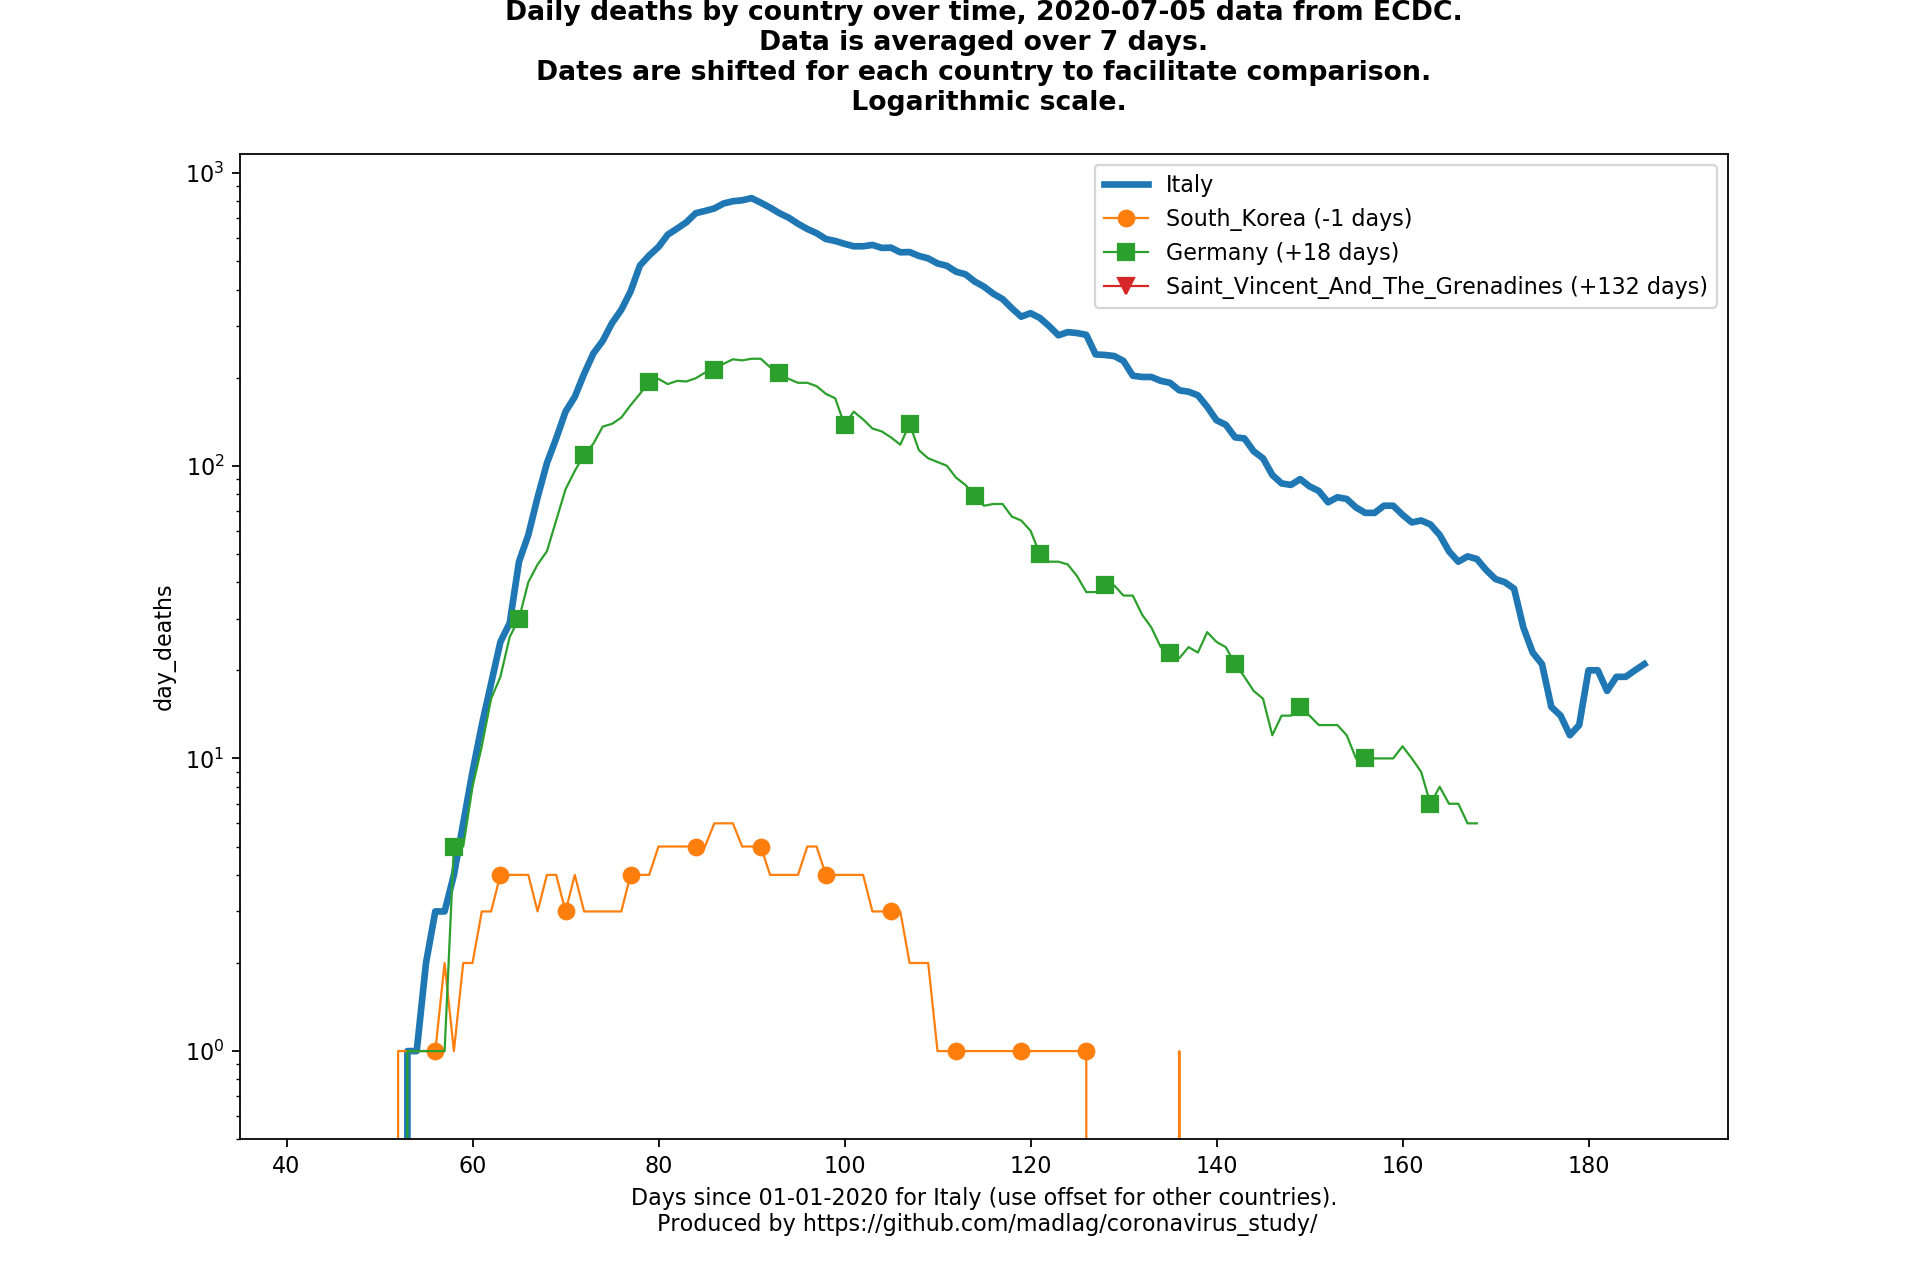 Daily deaths by country over time, 2020-07-05 data from ECDC.
Data is averaged over 7 days.
Dates are shifted for each country to facilitate comparison.
Logarithmic scale.
10³
10²
10¹
10⁰
day_deaths
Italy
South_Korea (-1 days)
Germany (+18 days)
Saint_Vincent_And_The_Grenadines (+132 days)
40 60 80 100 120 140 160 180
Days since 01-01-2020 for Italy (use offset for other countries).
Produced by https://github.com/madlag/coronavirus_study/